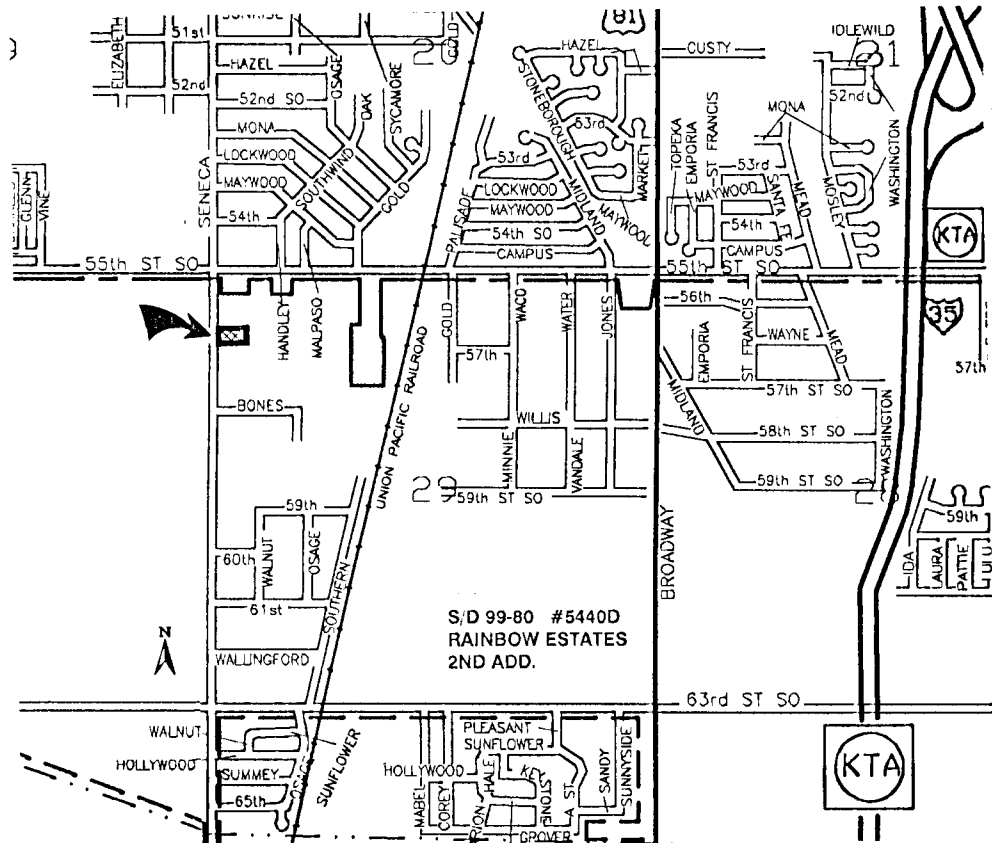 SUNRISE
51st
ELIZABETH
HAZEL
52nd
52nd SO
OSAGE
OAK
SYCAMORE
GOLD
MONA
LOCKWOOD
MAYWOOD
54th
SOUTHWIND
GOLD
SENECA
GLENN
VINE
55th ST SO
HANDLEY
MALPASO
81
HAZEL
CUSTY
STONEBOROUGH
53rd
53rd
LOCKWOOD
MAYWOOD
54th SO
CAMPUS
PALISADE
MIDLAND
MARKETH
MAYWOOL
IDLEWILD
52nd
MONA
WASHINGTON
TOPEKA
EMPORIA
ST FRANCIS
53rd
MAYWOOD
54th
CAMPUS
SANTA FE
MEAD
MOSLEY
KTA
55th ST SO
35
57th
GOLD
WACO
WATER
JONES
57th
56th
WAYNE
EMPORIA
ST FRANCIS
MEAD
57th ST SO
MIDLAND
58th ST SO
59th ST SO
WASHINGTON
BONES
WILLIS
MINNIE
VANDALE
29
59th ST SO
UNION PACIFIC RAILROAD
59th
60th
WALNUT
OSAGE
61st
SOUTHERN
BROADWAY
59th
IDA
LAURA
PATTIE
LULU
N
WALLINGFORD
S/D 99-80 #5440D
RAINBOW ESTATES
2ND ADD.
63rd ST SO
WALNUT
HOLLYWOOD
SUMMEY
65th
OSAGE
SUNFLOWER
PLEASANT
SUNFLOWER
HOLLYWOOD
HALE
KEYSTONE
MABEL
COREY
GROVER
A ST.
SANDY
SUNNYSIDE
KTA